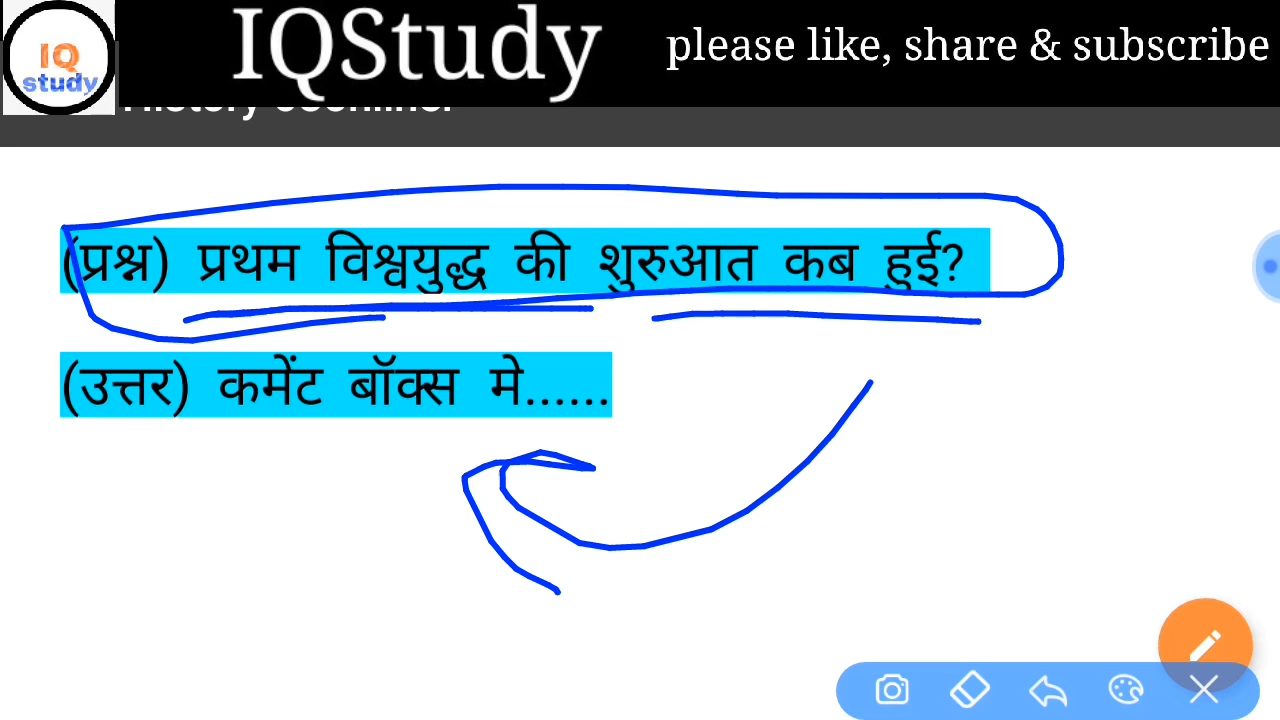 IQStudy please like, share & subscribe
IQ
study
(प्रश्न) प्रथम विश्वयुद्ध की शुरुआत कब हुई?
(उत्तर) कमेंट बॉक्स मे......